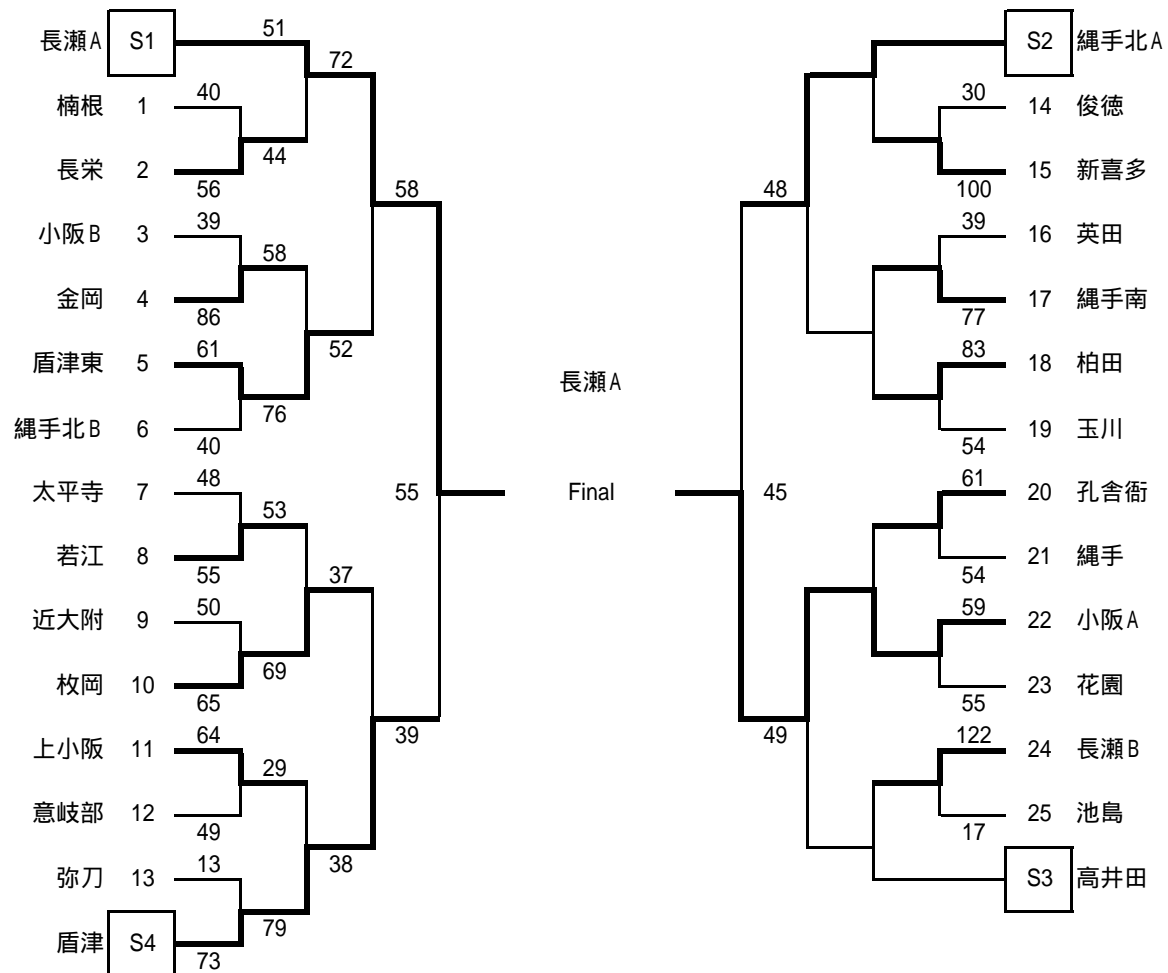 長瀬A S1 51
72
楠根 1 40
44
長栄 2 56
58
小阪B 3 39
58
金岡 4 86
52
盾津東 5 61
76
縄手北B 6 40
55
太平寺 7 48
53
若江 8 55
37
近大附 9 50
69
枚岡 10 65
39
上小阪 11 64
29
意岐部 12 49
38
弥刀 13 13
79
盾津 S4 73
長瀬A
Final
S2 縄手北A
30 14 俊徳
100 15 新喜多
48
39 16 英田
77 17 縄手南
83 18 柏田
54 19 玉川
45
61 20 孔舎衙
54 21 縄手
59 22 小阪A
55 23 花園
49
122 24 長瀬B
17 25 池島
S3 高井田